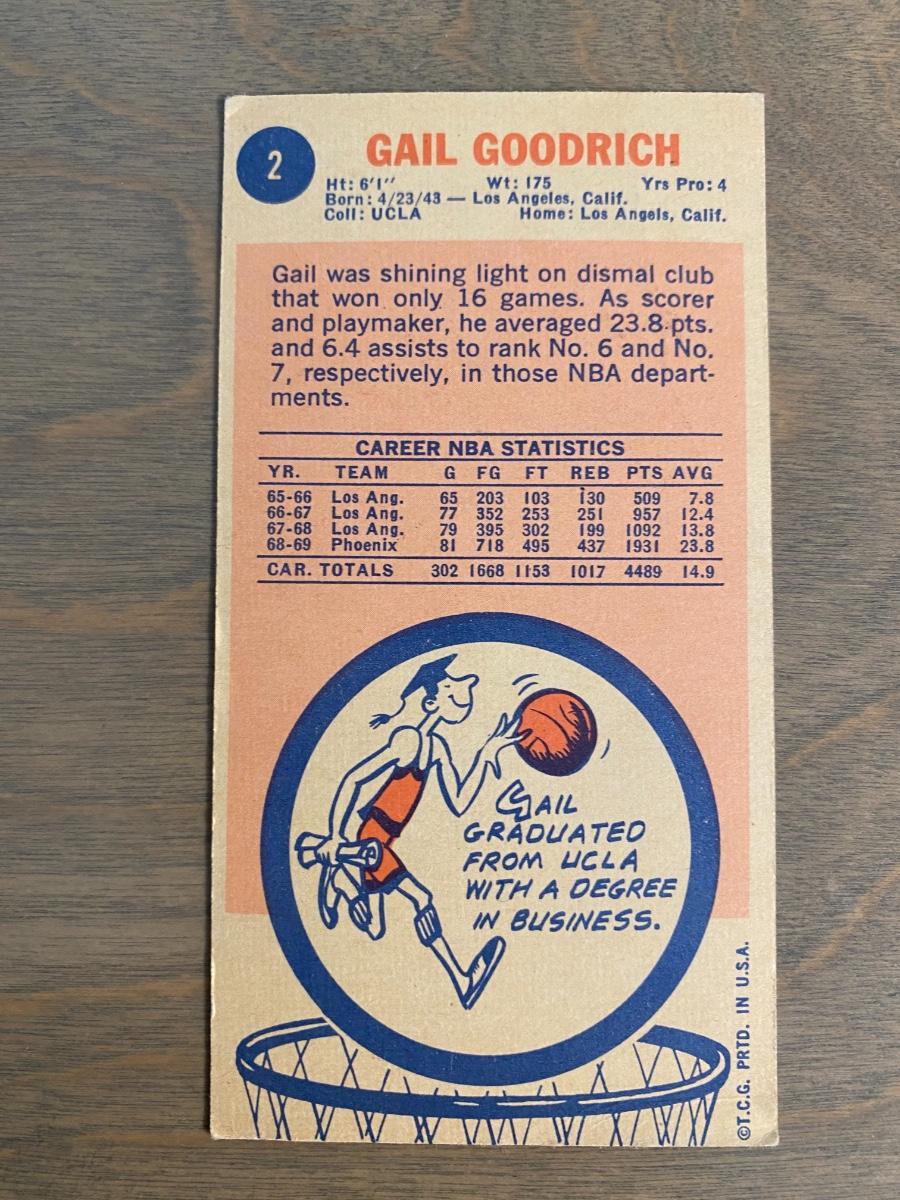 2
GAIL GOODRICH
Ht: 6'1" Wt: 175 Yrs Pro: 4
Born: 4/23/43 — Los Angeles, Calif.
Coll: UCLA Home: Los Angels, Calif.
Gail was shining light on dismal club
that won only 16 games. As scorer
and playmaker, he averaged 23.8 pts.
and 6.4 assists to rank No. 6 and No.
7, respectively, in those NBA depart-
ments.
CAREER NBA STATISTICS
YR. TEAM G FG FT REB PTS AVG
65-66 Los Ang. 65 203 103 130 509 7.8
66-67 Los Ang. 77 352 253 251 957 12.4
67-68 Los Ang. 79 395 302 199 1092 13.8
68-69 Phoenix 81 718 495 437 1931 23.8
CAR. TOTALS 302 1668 1153 1017 4489 14.9
GAIL
GRADUATED
FROM UCLA
WITH A DEGREE
IN BUSINESS.
©T.C.G. PRTD. IN U.S.A.